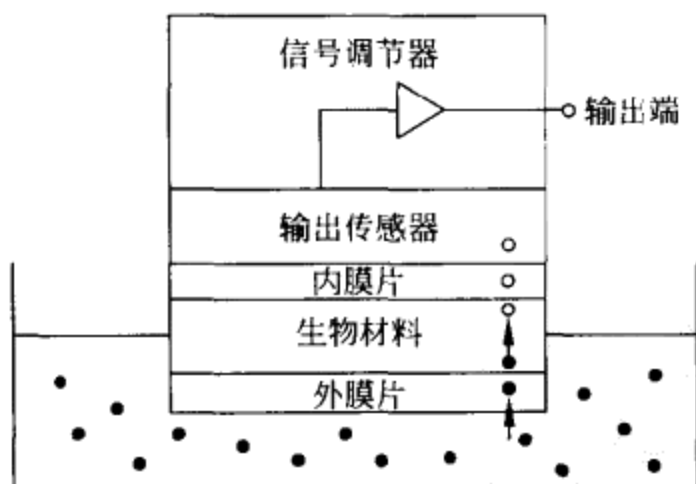 信号调节器
输出端
输出传感器
内膜片
生物材料
外膜片